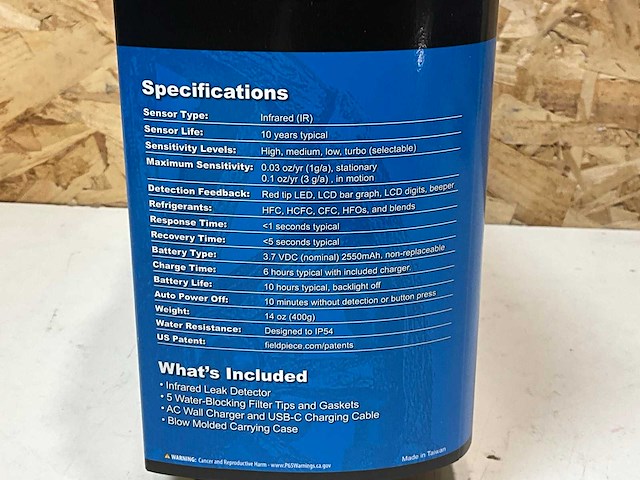 Specifications
Sensor Type: Infrared (IR)
Sensor Life: 10 years typical
Sensitivity Levels: High, medium, low, turbo (selectable)
Maximum Sensitivity: 0.03 oz/yr (1g/a), stationary
0.1 oz/yr (3 g/a) , in motion
Detection Feedback: Red tip LED, LCD bar graph, LCD digits, beeper
Refrigerants: HFC, HCFC, CFC, HFOs, and blends
Response Time: <1 seconds typical
Recovery Time: <5 seconds typical
Battery Type: 3.7 VDC (nominal) 2550mAh, non-replaceable
Charge Time: 6 hours typical with included charger.
Battery Life: 10 hours typical, backlight off
Auto Power Off: 10 minutes without detection or button press
Weight: 14 oz (400g)
Water Resistance: Designed to IP54
US Patent: fieldpiece.com/patents
What's Included
• Infrared Leak Detector
• 5 Water-Blocking Filter Tips and Gaskets
• AC Wall Charger and USB-C Charging Cable
• Blow Molded Carrying Case
WARNING: Cancer and Reproductive Harm - www.P65Warnings.ca.gov
Made in Taiwan